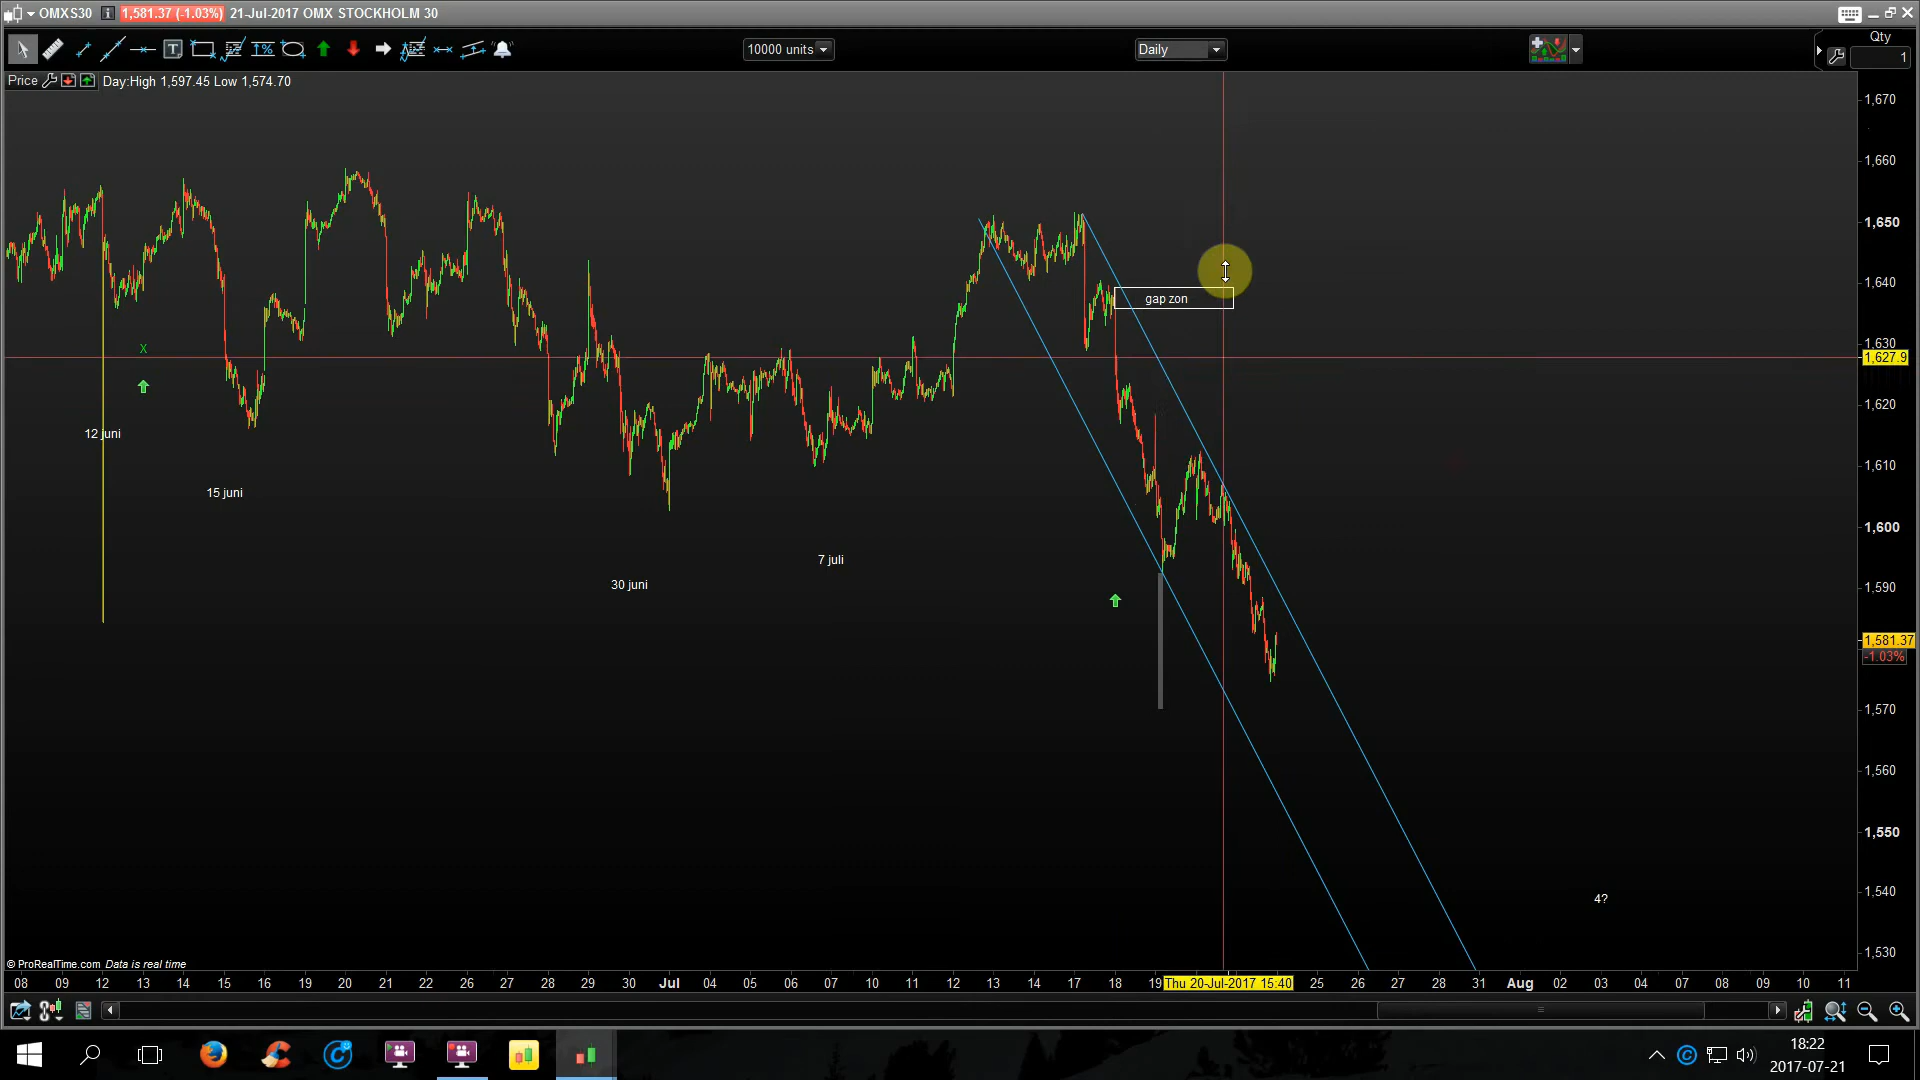 OMXS30 1,581.37 (-1.03%) 21-Jul-2017 OMX STOCKHOLM 30
10000 units
Daily
Qty
1
Price Day:High 1,597.45 Low 1,574.70
1,670
1,660
1,650
1,640
1,630
1,627.9
1,620
1,610
1,600
1,590
1,581.37
-1.03%
1,570
1,560
1,550
1,540
1,530
gap zon
X
12 juni
15 juni
30 juni
7 juli
4?
© ProRealTime.com Data is real time
08 09 12 13 14 15 16 19 20 21 22 26 27 28 29 30 Jul 04 05 06 07 10 11 12 13 14 17 18 19 Thu 20-Jul-2017 15:40 25 26 27 28 31 Aug 02 03 04 07 08 09 10 11
18:22
2017-07-21